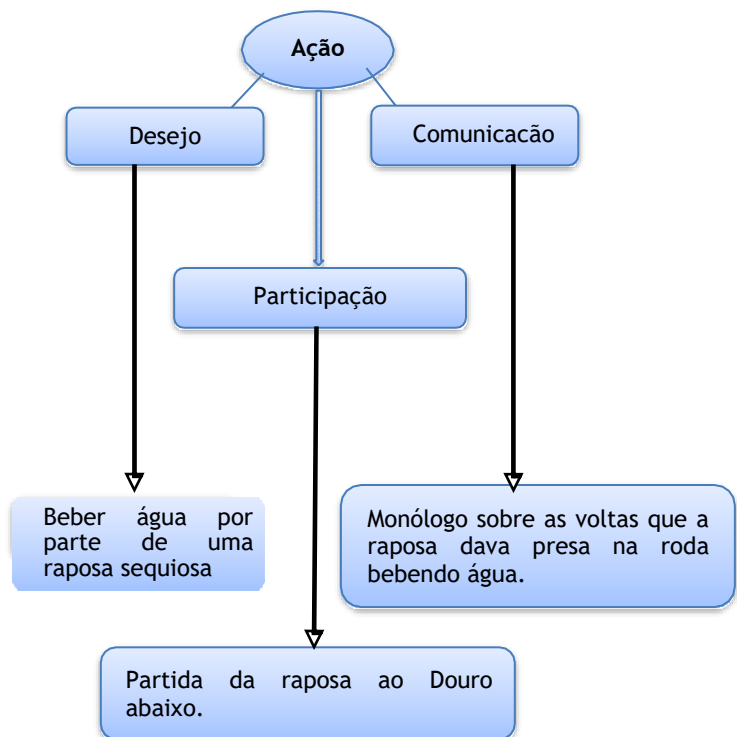 Ação
Desejo
Comunicacão
Participação
Beber água por
parte de uma
raposa sequiosa
Monólogo sobre as voltas que a
raposa dava presa na roda
bebendo água.
Partida da raposa ao Douro
abaixo.